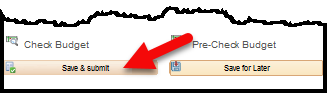 Check Budget
Pre-Check Budget
Save & submit
Save for Later